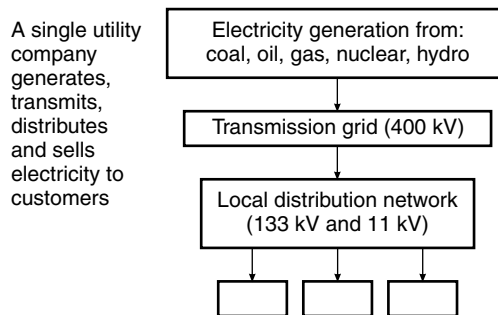 A single utility
company
generates,
transmits,
distributes
and sells
electricity to
customers
Electricity generation from:
coal, oil, gas, nuclear, hydro
Transmission grid (400 kV)
Local distribution network
(133 kV and 11 kV)